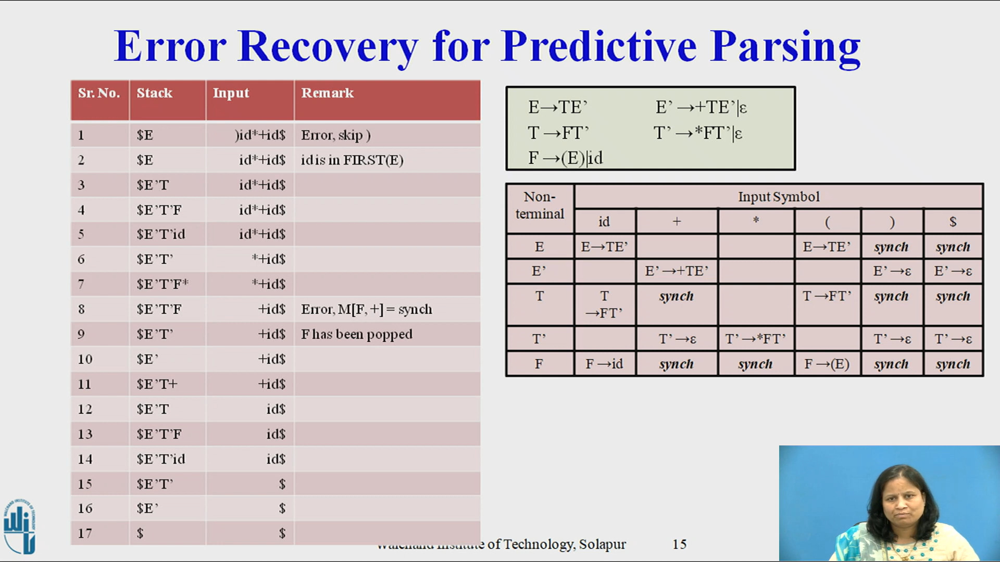 Error Recovery for Predictive Parsing
Sr. No. Stack Input Remark
1 $E )id*+id$ Error, skip )
2 $E id*+id$ id is in FIRST(E)
3 $E’T id*+id$
4 $E’T’F id*+id$
5 $E’T’id id*+id$
6 $E’T’ *+id$
7 $E’T’F* *+id$
8 $E’T’F +id$ Error, M[F, +] = synch
9 $E’T’ +id$ F has been popped
10 $E’ +id$
11 $E’T+ +id$
12 $E’T id$
13 $E’T’F id$
14 $E’T’id id$
15 $E’T’ $
16 $E’ $
17 $ $
E→TE’ E’ →+TE’|ε
T →FT’ T’ →*FT’|ε
F →(E)|id
Non-terminal Input Symbol
id + * ( ) $
E E→TE’ E→TE’ synch synch
E’ E’ →+TE’ E’ →ε E’ →ε
T T →FT’ synch T →FT’ synch synch
T’ T’ →ε T’ →*FT’ T’ →ε T’ →ε
F F →id synch synch F →(E) synch synch
Walchand Institute of Technology, Solapur 15